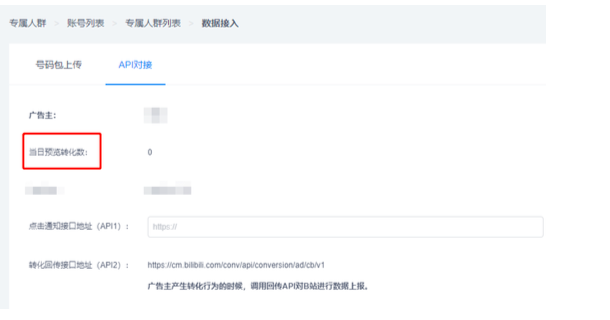 专属人群 > 账号列表 > 专属人群列表 > 数据接入
号码包上传 API对接
广告主：
当日预览转化数： 0
点击通知接口地址（API1）： https://
转化回传接口地址（API2）： https://cm.bilibili.com/conv/api/conversion/ad/cb/v1
广告主产生转化行为的时候，调用回传API对B站进行数据上报。